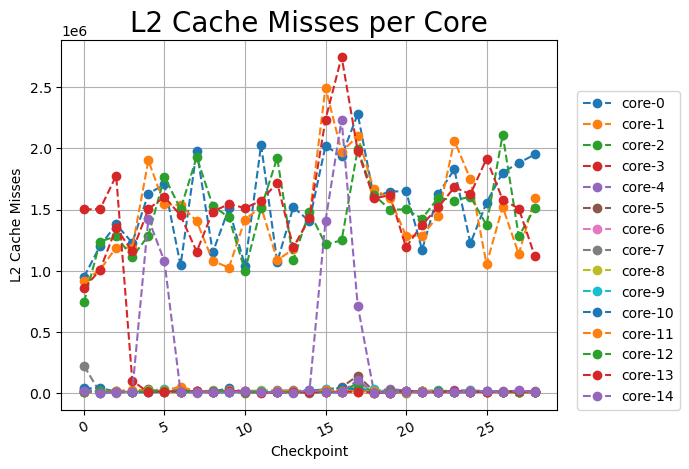 L2 Cache Misses per Core
1e6
2.5
2.0
1.5
1.0
0.5
0.0
L2 Cache Misses
0
5
10
15
20
25
Checkpoint
core-0
core-1
core-2
core-3
core-4
core-5
core-6
core-7
core-8
core-9
core-10
core-11
core-12
core-13
core-14